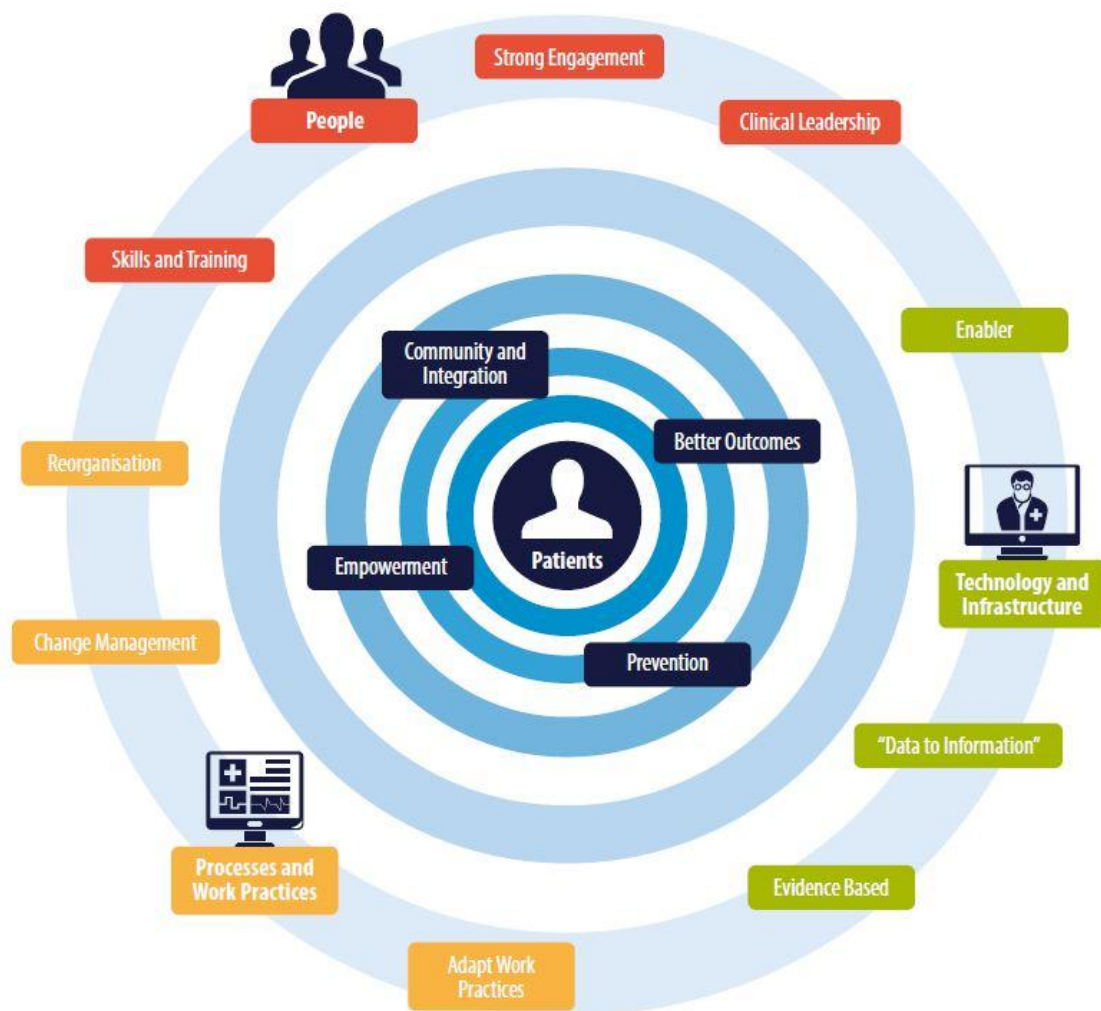 Strong Engagement
People
Clinical Leadership
Skills and Training
Enabler
Community and
Integration
Better Outcomes
Reorganisation
Patients
Empowerment
Technology and
Infrastructure
Change Management
Prevention
"Data to Information"
Processes and
Work Practices
Evidence Based
Adapt Work
Practices